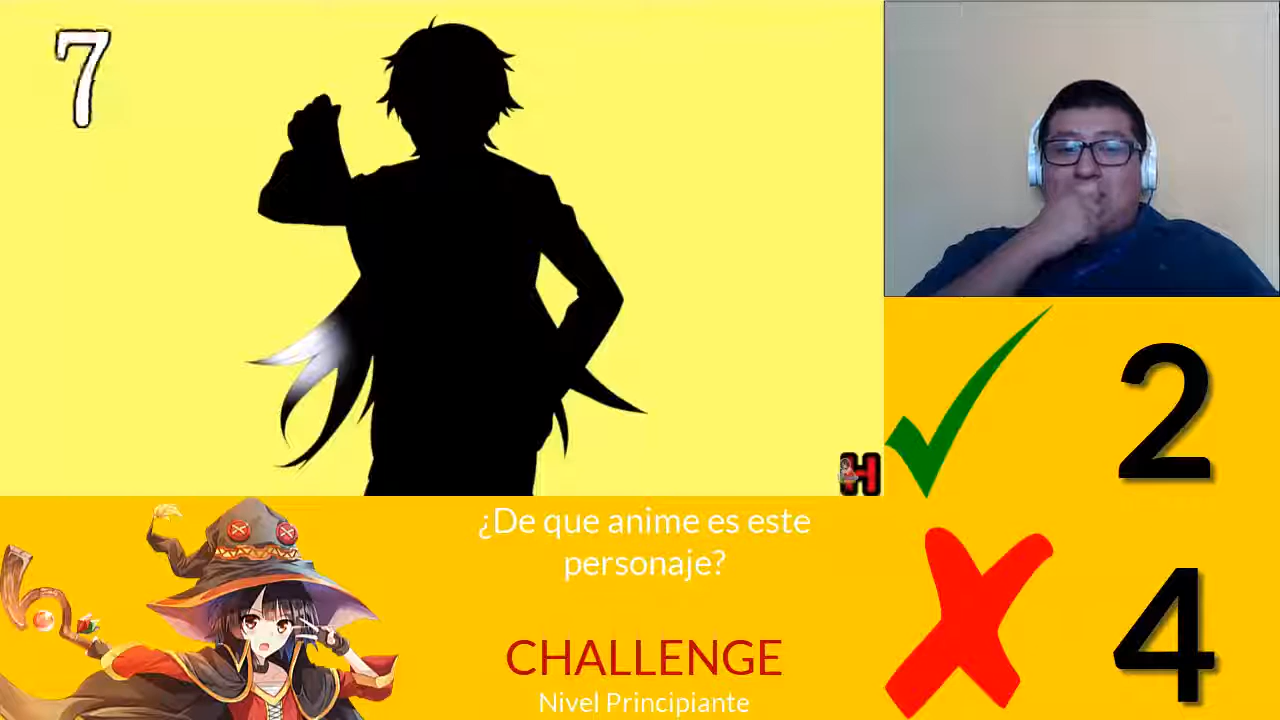 7
2
H
¿De que anime es este
personaje?
4
CHALLENGE
Nivel Principiante